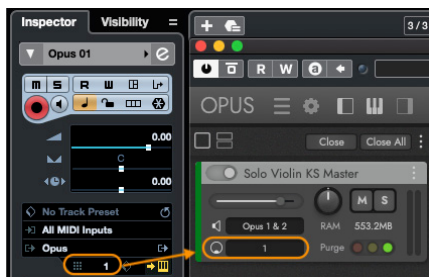 Inspector Visibility
3/3
Opus 01 e
m S R W
R W a
OPUS
0.00
Close Close All
C
Solo Violin KS Master
0.00
M S
No Track Preset
All MIDI Inputs
Opus 1 & 2 RAM 553.2MB
Opus
1 Purge
1